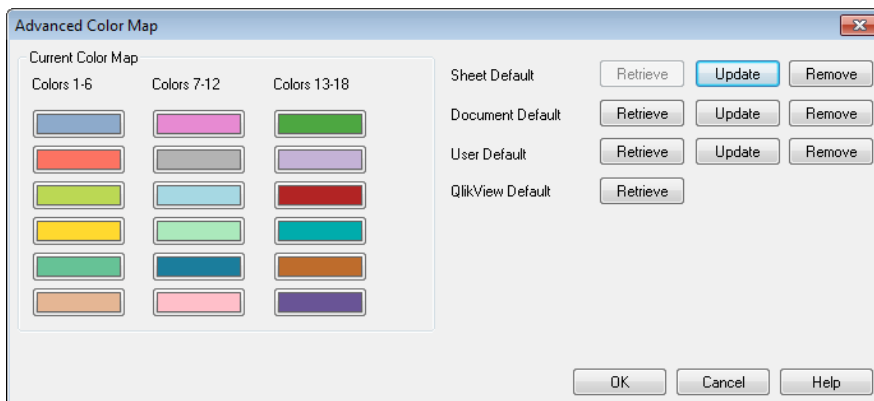 Advanced Color Map
Current Color Map
Colors 1-6 Colors 7-12 Colors 13-18
Sheet Default Retrieve Update Remove
Document Default Retrieve Update Remove
User Default Retrieve Update Remove
QlikView Default Retrieve
OK Cancel Help